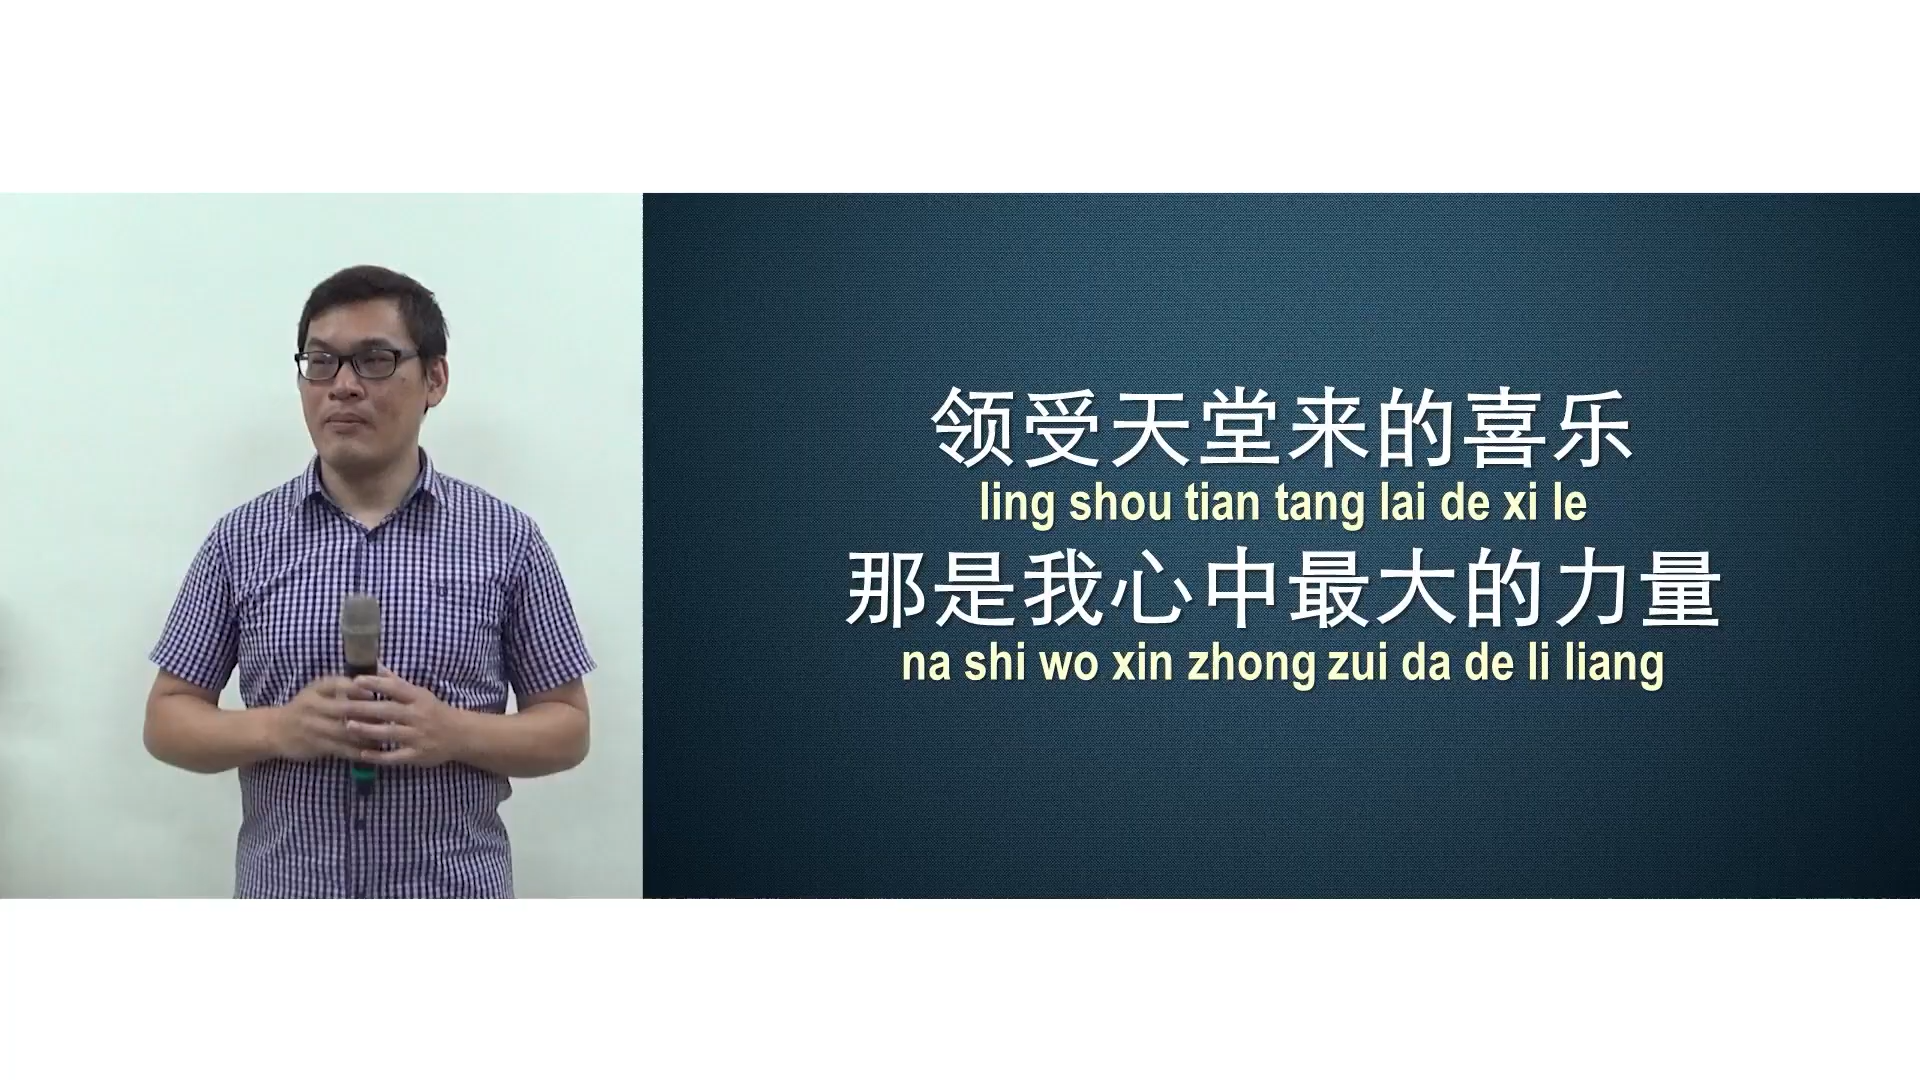 领受天堂来的喜乐
ling shou tian tang lai de xi le
那是我心中最大的力量
na shi wo xin zhong zui da de li liang